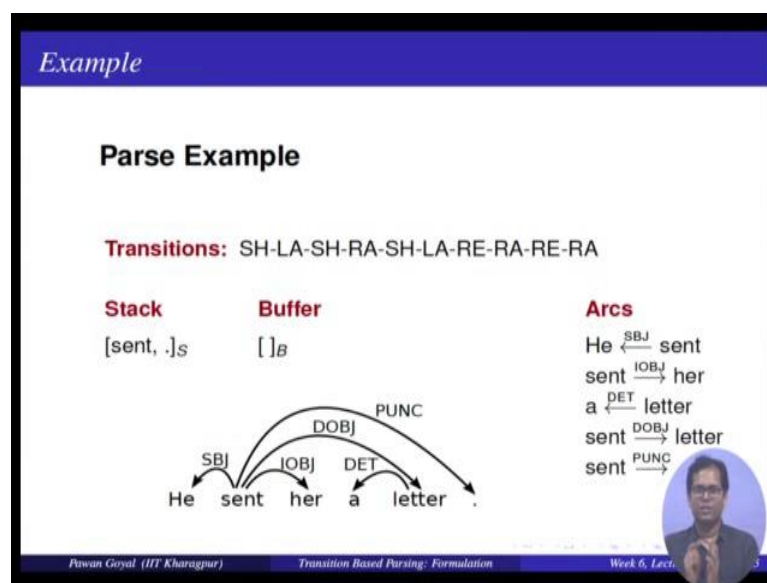 Example
Parse Example
Transitions: SH-LA-SH-RA-SH-LA-RE-RA-RE-RA
Stack Buffer Arcs
[sent, .]S [ ]B He ←SBJ sent
sent →IOBJ her
a ←DET letter
sent →DOBJ letter
sent →PUNC
PUNC
DOBJ
SBJ IOBJ DET
He sent her a letter .
Pawan Goyal (IIT Kharagpur) Transition Based Parsing: Formulation Week 6,